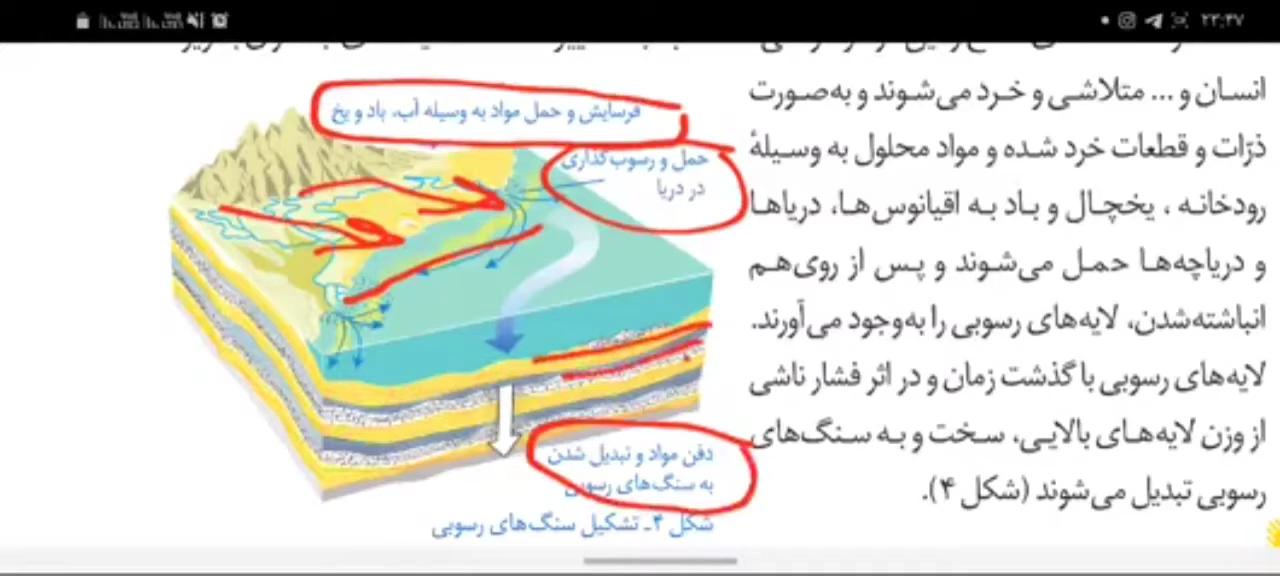 ۲۳:۴۷
انسان و ... متلاشی و خرد می‌شوند و به‌صورت
ذرّات و قطعات خرد شده و مواد محلول به وسیلهٔ
رودخانه ، یخچال و باد به اقیانوس‌ها، دریاها
و دریاچه‌ها حمل می‌شوند و پس از روی‌هم
انباشته‌شدن، لایه‌های رسوبی را به‌وجود می‌آورند.
لایه‌های رسوبی با گذشت زمان و در اثر فشار ناشی
از وزن لایه‌های بالایی، سخت و به سنگ‌های
رسوبی تبدیل می‌شوند (شکل ۴).
فرسایش و حمل مواد به وسیله آب، باد و یخ
حمل و رسوب‌گذاری
در دریا
دفن مواد و تبدیل شدن
به سنگ‌های رسوبی
شکل ۴ـ تشکیل سنگ‌های رسوبی